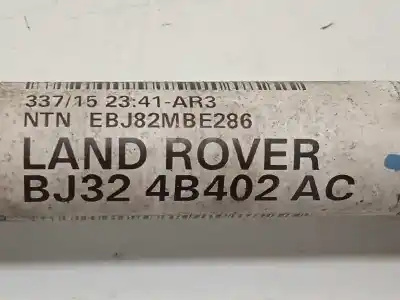 337/15 23:41-AR3
NTN EBJ82MBE286
LAND ROVER
BJ32 4B402 AC